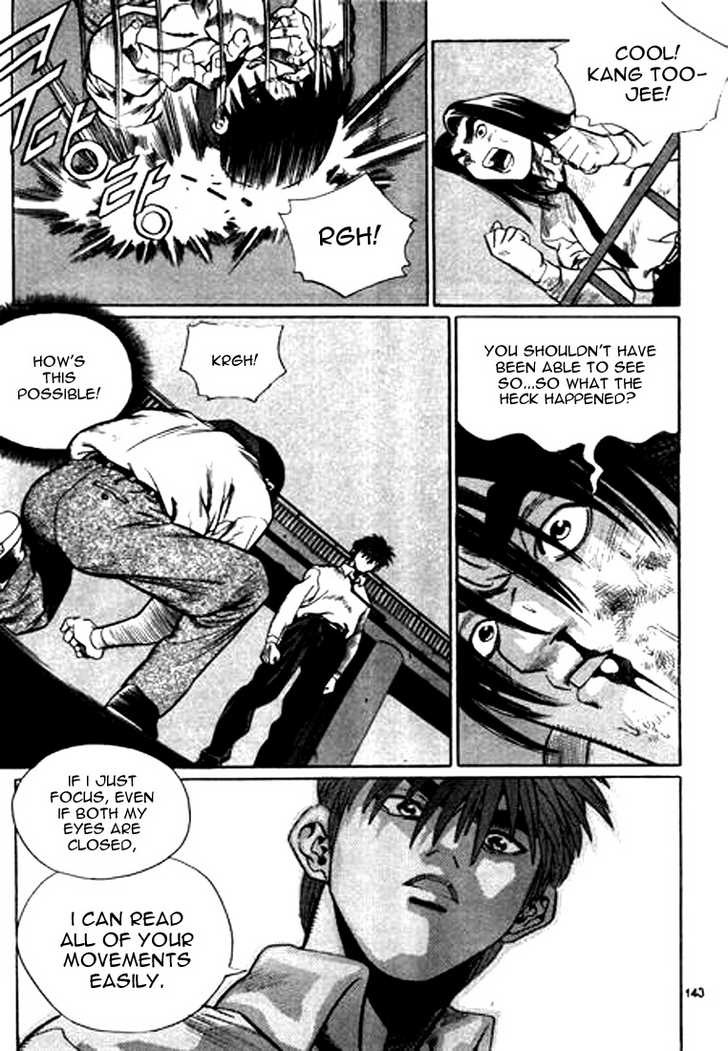 COOL!
KANG TOO-
JEE!
RGH!
HOW'S
THIS
POSSIBLE!
KRGH!
YOU SHOULDN'T HAVE
BEEN ABLE TO SEE
SO...SO WHAT THE
HECK HAPPENED?
IF I JUST
FOCUS, EVEN
IF BOTH MY
EYES ARE
CLOSED,
I CAN READ
ALL OF YOUR
MOVEMENTS
EASILY.
143